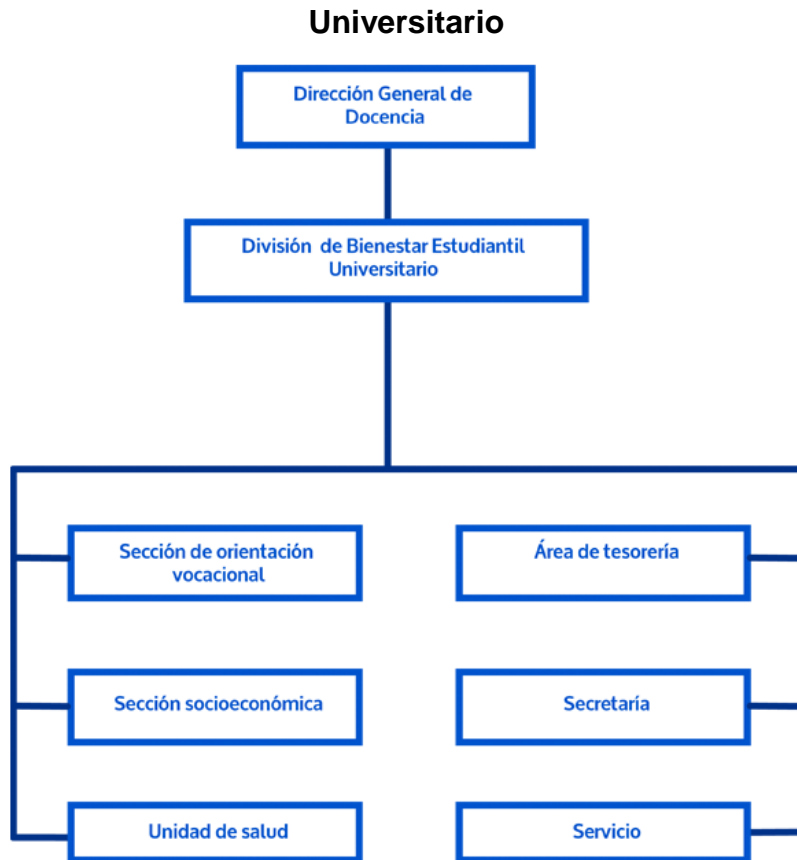 Universitario
Dirección General de
Docencia
División de Bienestar Estudiantil
Universitario
Sección de orientación
vocacional
Área de tesorería
Sección socioeconómica
Secretaría
Unidad de salud
Servicio